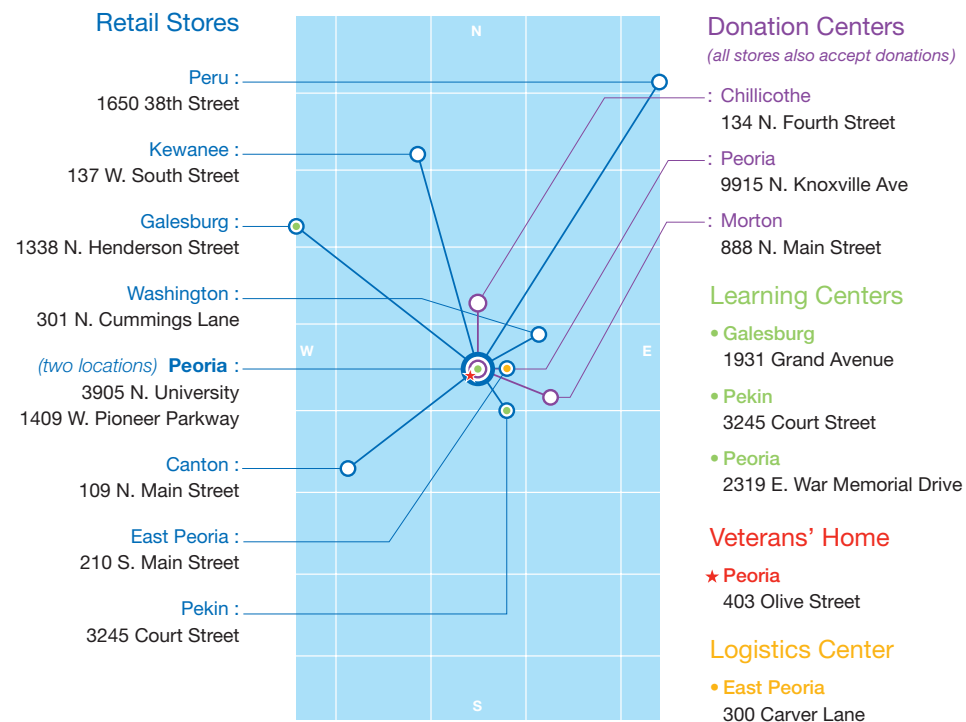 Retail Stores
Peru :
1650 38th Street
Kewanee :
137 W. South Street
Galesburg :
1338 N. Henderson Street
Washington :
301 N. Cummings Lane
(two locations) Peoria :
3905 N. University
1409 W. Pioneer Parkway
Canton :
109 N. Main Street
East Peoria :
210 S. Main Street
Pekin :
3245 Court Street
N
W
E
S
Donation Centers
(all stores also accept donations)
: Chillicothe
134 N. Fourth Street
: Peoria
9915 N. Knoxville Ave
: Morton
888 N. Main Street
Learning Centers
• Galesburg
1931 Grand Avenue
• Pekin
3245 Court Street
• Peoria
2319 E. War Memorial Drive
Veterans’ Home
★ Peoria
403 Olive Street
Logistics Center
• East Peoria
300 Carver Lane